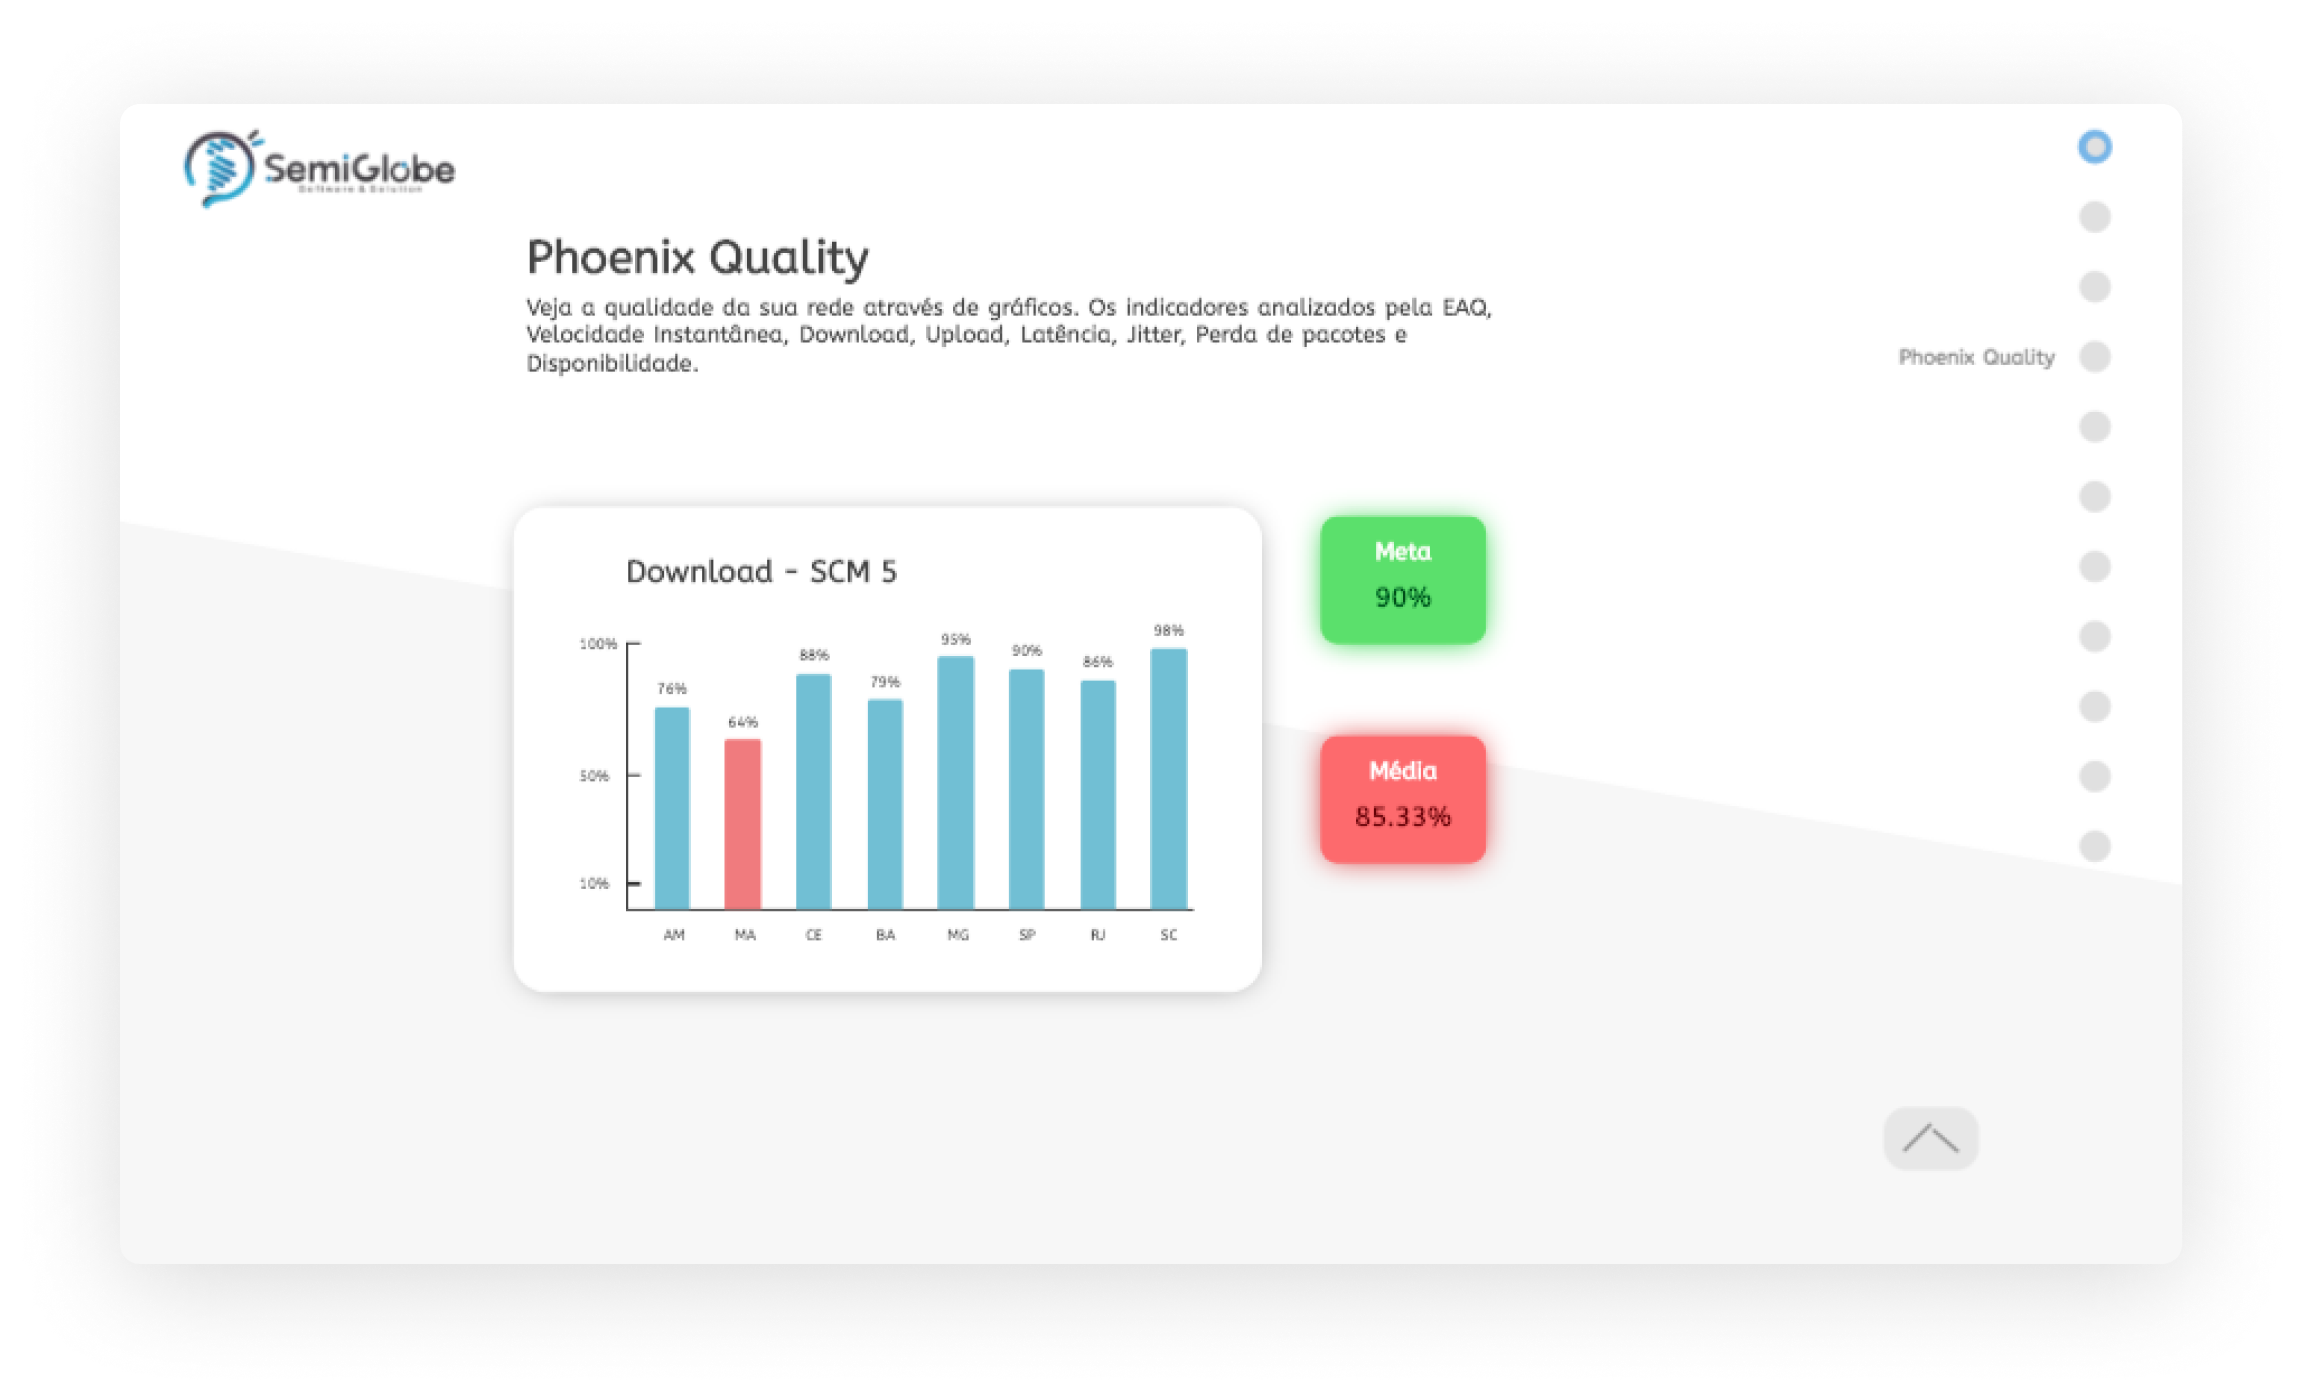 SemiGlobe
Software & Solution
Phoenix Quality
Veja a qualidade da sua rede através de gráficos. Os indicadores analizados pela EAQ,
Velocidade Instantânea, Download, Upload, Latência, Jitter, Perda de pacotes e
Disponibilidade.
Phoenix Quality
Download - SCM 5
100%
50%
10%
76%
64%
88%
79%
95%
90%
86%
98%
AM
MA
CE
BA
MG
SP
RJ
SC
Meta
90%
Média
85.33%